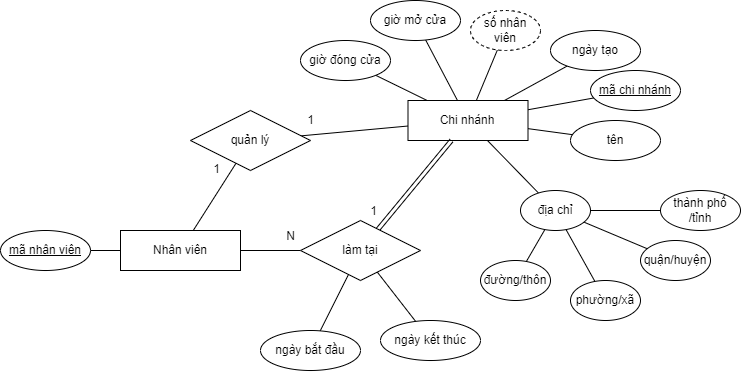 giờ mở cửa
số nhân
viên
giờ đóng cửa
ngày tạo
mã chi nhánh
Chi nhánh
1
quản lý
tên
1
1
địa chỉ
thành phố
/tỉnh
mã nhân viên
Nhân viên
N
làm tại
quận/huyện
đường/thôn
phường/xã
ngày bắt đầu
ngày kết thúc